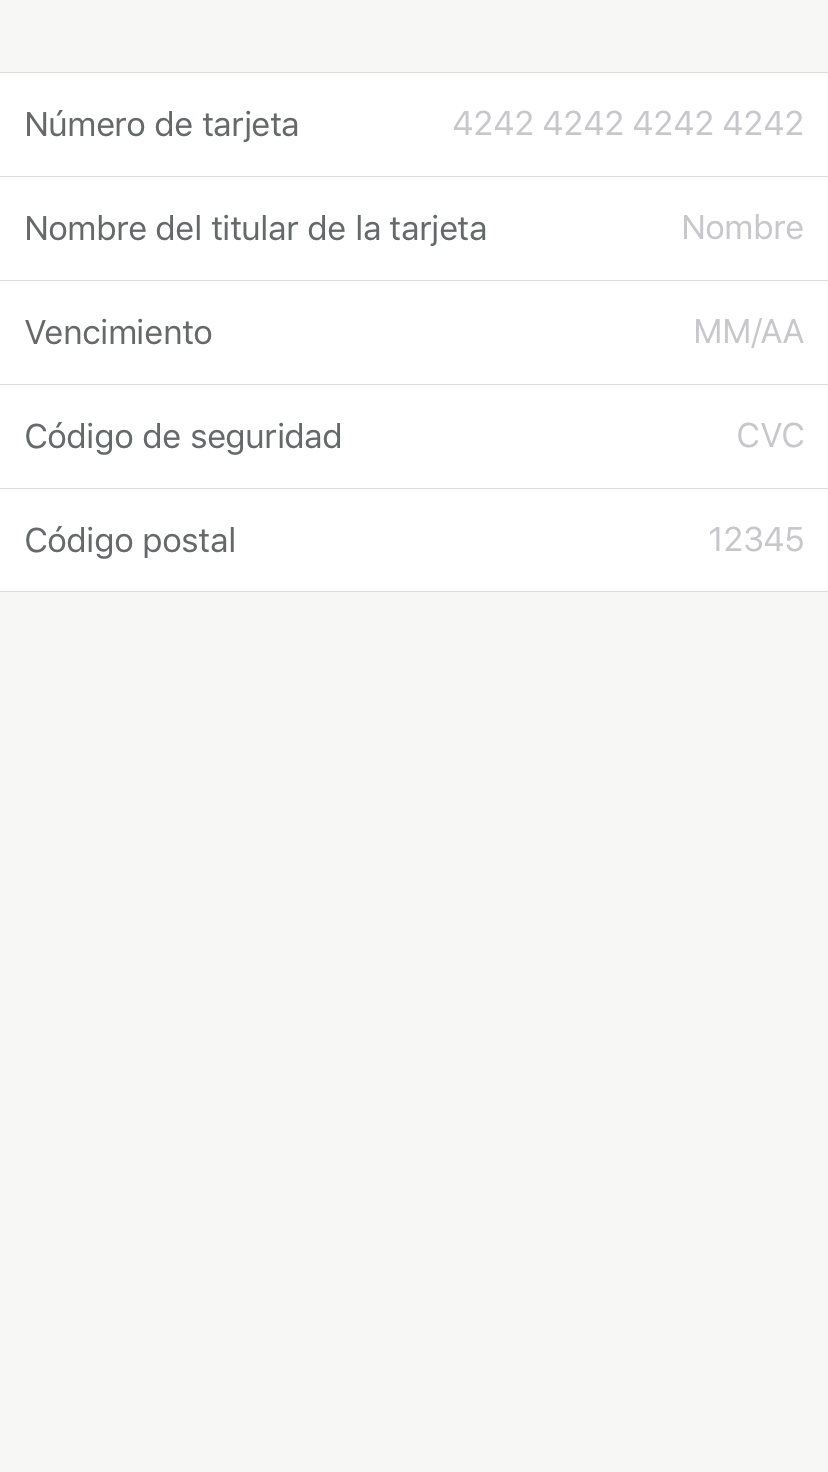 Número de tarjeta 4242 4242 4242 4242
Nombre del titular de la tarjeta Nombre
Vencimiento MM/AA
Código de seguridad CVC
Código postal 12345